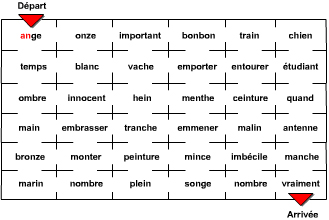 Départ
ange onze important bonbon train chien
temps blanc vache emporter entourer étudiant
ombre innocent hein menthe ceinture quand
main embrasser tranche emmener malin antenne
bronze monter peinture mince imbécile manche
marin nombre plein songe nombre vraiment
Arrivée